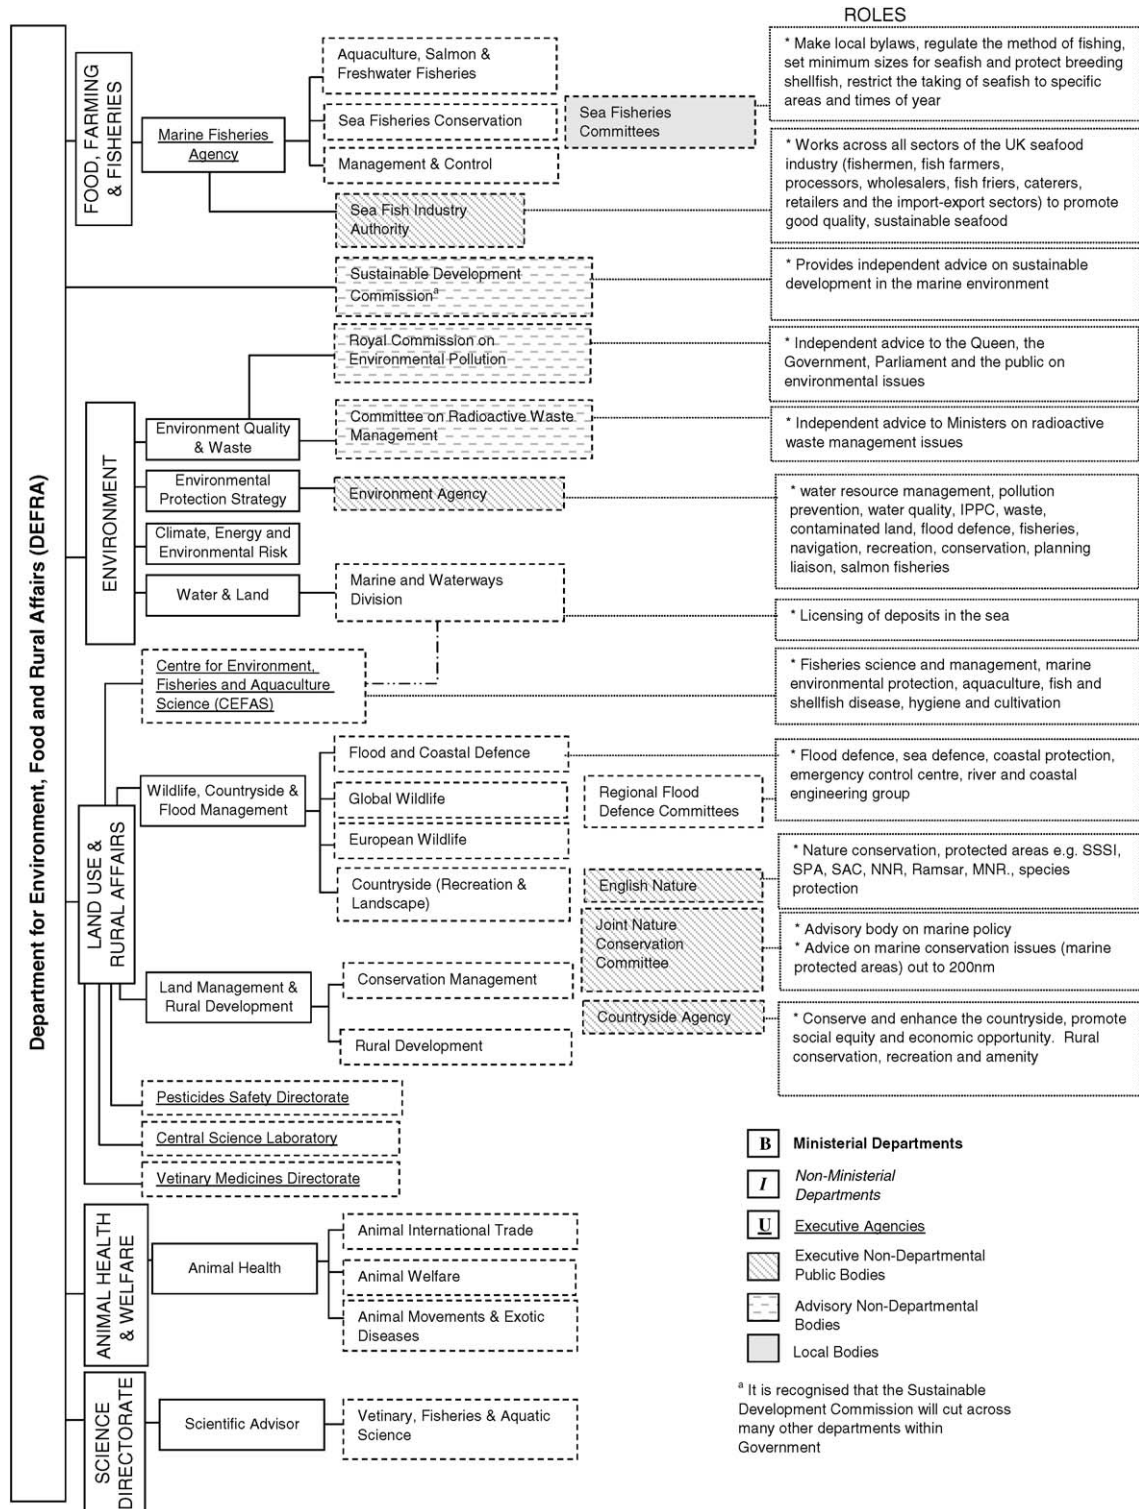 ROLES
Department for Environment, Food and Rural Affairs (DEFRA)
FOOD, FARMING
& FISHERIES
Marine Fisheries
Agency
Aquaculture, Salmon &
Freshwater Fisheries
Sea Fisheries Conservation
Management & Control
Sea Fish Industry
Authority
Sea Fisheries
Committees
* Make local bylaws, regulate the method of fishing,
set minimum sizes for seafish and protect breeding
shellfish, restrict the taking of seafish to specific
areas and times of year
* Works across all sectors of the UK seafood
industry (fishermen, fish farmers,
processors, wholesalers, fish friers, caterers,
retailers and the import-export sectors) to promote
good quality, sustainable seafood
Sustainable Development
Commission a
* Provides independent advice on sustainable
development in the marine environment
ENVIRONMENT
Royal Commission on
Environmental Pollution
* Independent advice to the Queen, the
Government, Parliament and the public on
environmental issues
Environment Quality
& Waste
Committee on Radioactive Waste
Management
* Independent advice to Ministers on radioactive
waste management issues
Environmental
Protection Strategy
Environment Agency
* water resource management, pollution
prevention, water quality, IPPC, waste,
contaminated land, flood defence, fisheries,
navigation, recreation, conservation, planning
liaison, salmon fisheries
Climate, Energy and
Environmental Risk
Water & Land
Marine and Waterways
Division
* Licensing of deposits in the sea
LAND USE &
RURAL AFFAIRS
Centre for Environment,
Fisheries and Aquaculture
Science (CEFAS)
* Fisheries science and management, marine
environmental protection, aquaculture, fish and
shellfish disease, hygiene and cultivation
Wildlife, Countryside &
Flood Management
Flood and Coastal Defence
Global Wildlife
European Wildlife
Countryside (Recreation &
Landscape)
Regional Flood
Defence Committees
* Flood defence, sea defence, coastal protection,
emergency control centre, river and coastal
engineering group
English Nature
* Nature conservation, protected areas e.g. SSSI,
SPA, SAC, NNR, Ramsar, MNR., species
protection
Joint Nature
Conservation
Committee
* Advisory body on marine policy
* Advice on marine conservation issues (marine
protected areas) out to 200nm
Land Management &
Rural Development
Conservation Management
Rural Development
Countryside Agency
* Conserve and enhance the countryside, promote
social equity and economic opportunity. Rural
conservation, recreation and amenity
Pesticides Safety Directorate
Central Science Laboratory
Vetinary Medicines Directorate
ANIMAL HEALTH
& WELFARE
Animal Health
Animal International Trade
Animal Welfare
Animal Movements & Exotic
Diseases
SCIENCE
DIRECTORATE
Scientific Advisor
Vetinary, Fisheries & Aquatic
Science
B Ministerial Departments
I Non-Ministerial
Departments
U Executive Agencies
Executive Non-Departmental
Public Bodies
Advisory Non-Departmental
Bodies
Local Bodies
a It is recognised that the Sustainable
Development Commission will cut across
many other departments within
Government